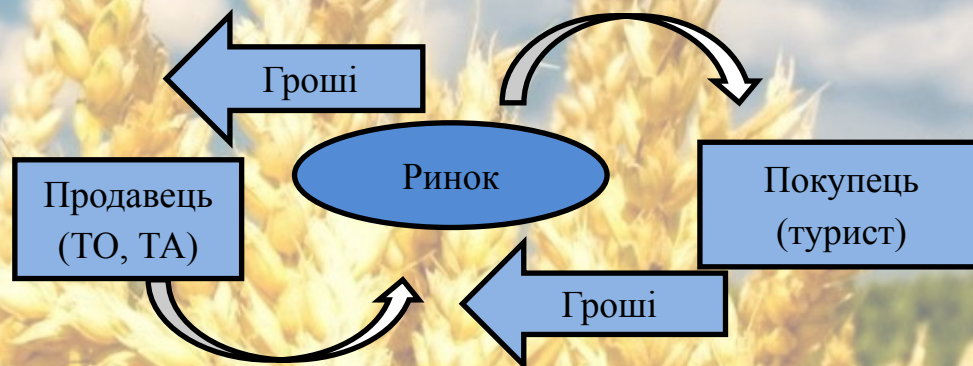 Гроші
Ринок
Продавець
(ТО, ТА)
Покупець
(турист)
Гроші